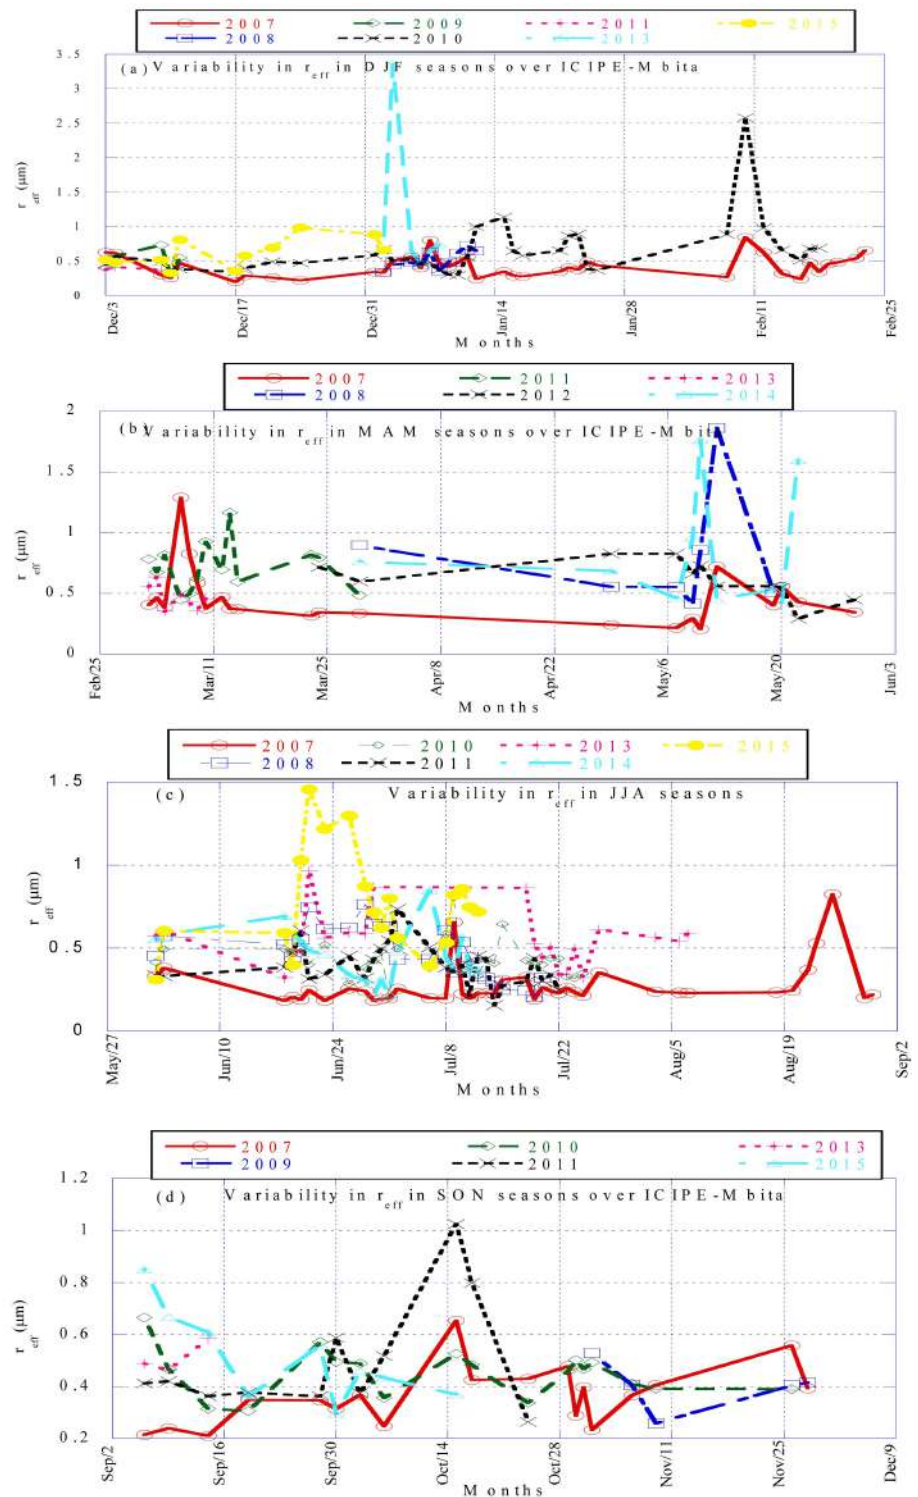 2007 2009 2011 2015
2008 2010 2013
(a) Variability in r_eff in DJF seasons over ICIPE-Mbita
3.5
3
2.5
2
1.5
1
0.5
0
r_eff (μm)
Dec/3 Dec/17 Dec/31 Jan/14 Jan/28 Feb/11 Feb/25
Months
2007 2011 2013
2008 2012 2014
(b) Variability in r_eff in MAM seasons over ICIPE-Mbita
2
1.5
1
0.5
0
r_eff (μm)
Feb/25 Mar/11 Mar/25 Apr/8 Apr/22 May/6 May/20 Jun/3
Months
2007 2010 2013 2015
2008 2011 2014
(c) Variability in r_eff in JJA seasons
1.5
1
0.5
0
r_eff (μm)
May/27 Jun/10 Jun/24 Jul/8 Jul/22 Aug/5 Aug/19 Sep/2
Months
2007 2010 2013
2009 2011 2015
(d) Variability in r_eff in SON seasons over ICIPE-Mbita
1.2
1
0.8
0.6
0.4
0.2
r_eff (μm)
Sep/2 Sep/16 Sep/30 Oct/14 Oct/28 Nov/11 Nov/25 Dec/9
Months